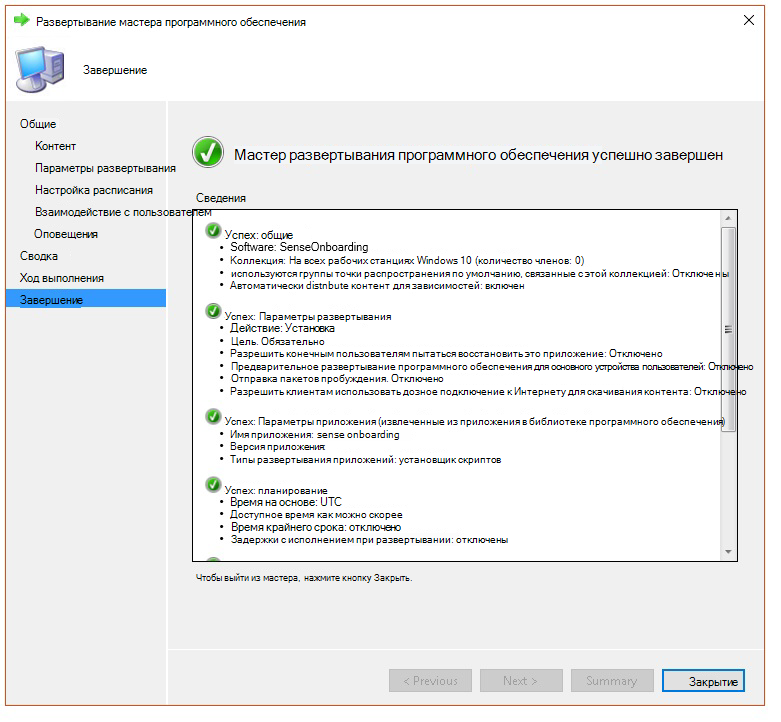 Развертывание мастера программного обеспечения
Завершение
Общие
Контент
Параметры развертывания
Настройка расписания
Взаимодействие с пользователем
Оповещения
Сводка
Ход выполнения
Завершение
Мастер развертывания программного обеспечения успешно завершен
Сведения
Успех: общие
• Software: SenseOnboarding
• Коллекция: На всех рабочих станциях Windows 10 (количество членов: 0)
• используются группы точки распространения по умолчанию, связанные с этой коллекцией: Отключены
• Автоматически distnbute контент для зависимостей: включен
Успех: Параметры развертывания
• Действие: Установка
• Цель. Обязательно
• Разрешить конечным пользователям пытаться восстановить это приложение: Отключено
• Предварительное развертывание программного обеспечения для основного устройства пользователей: Отключено
• Отправка пакетов пробуждения. Отключено
• Разрешить клиентам использовать дозное подключение к Интернету для скачивания контента: Отключено
Успех: Параметры приложения (извлеченные из приложения в библиотеке программного обеспечения)
• Имя приложения: sense onboarding
• Версия приложения:
• Типы развертывания приложений: установщик скриптов
Успех: планирование
• Время на основе: UTC
• Доступное время как можно скорее
• Время крайнего срока: отключено
• Задержки с исполнением при развертывании: отключены
Чтобы выйти из мастера, нажмите кнопку Закрыть.
< Previous
Next >
Summary
Закрытие